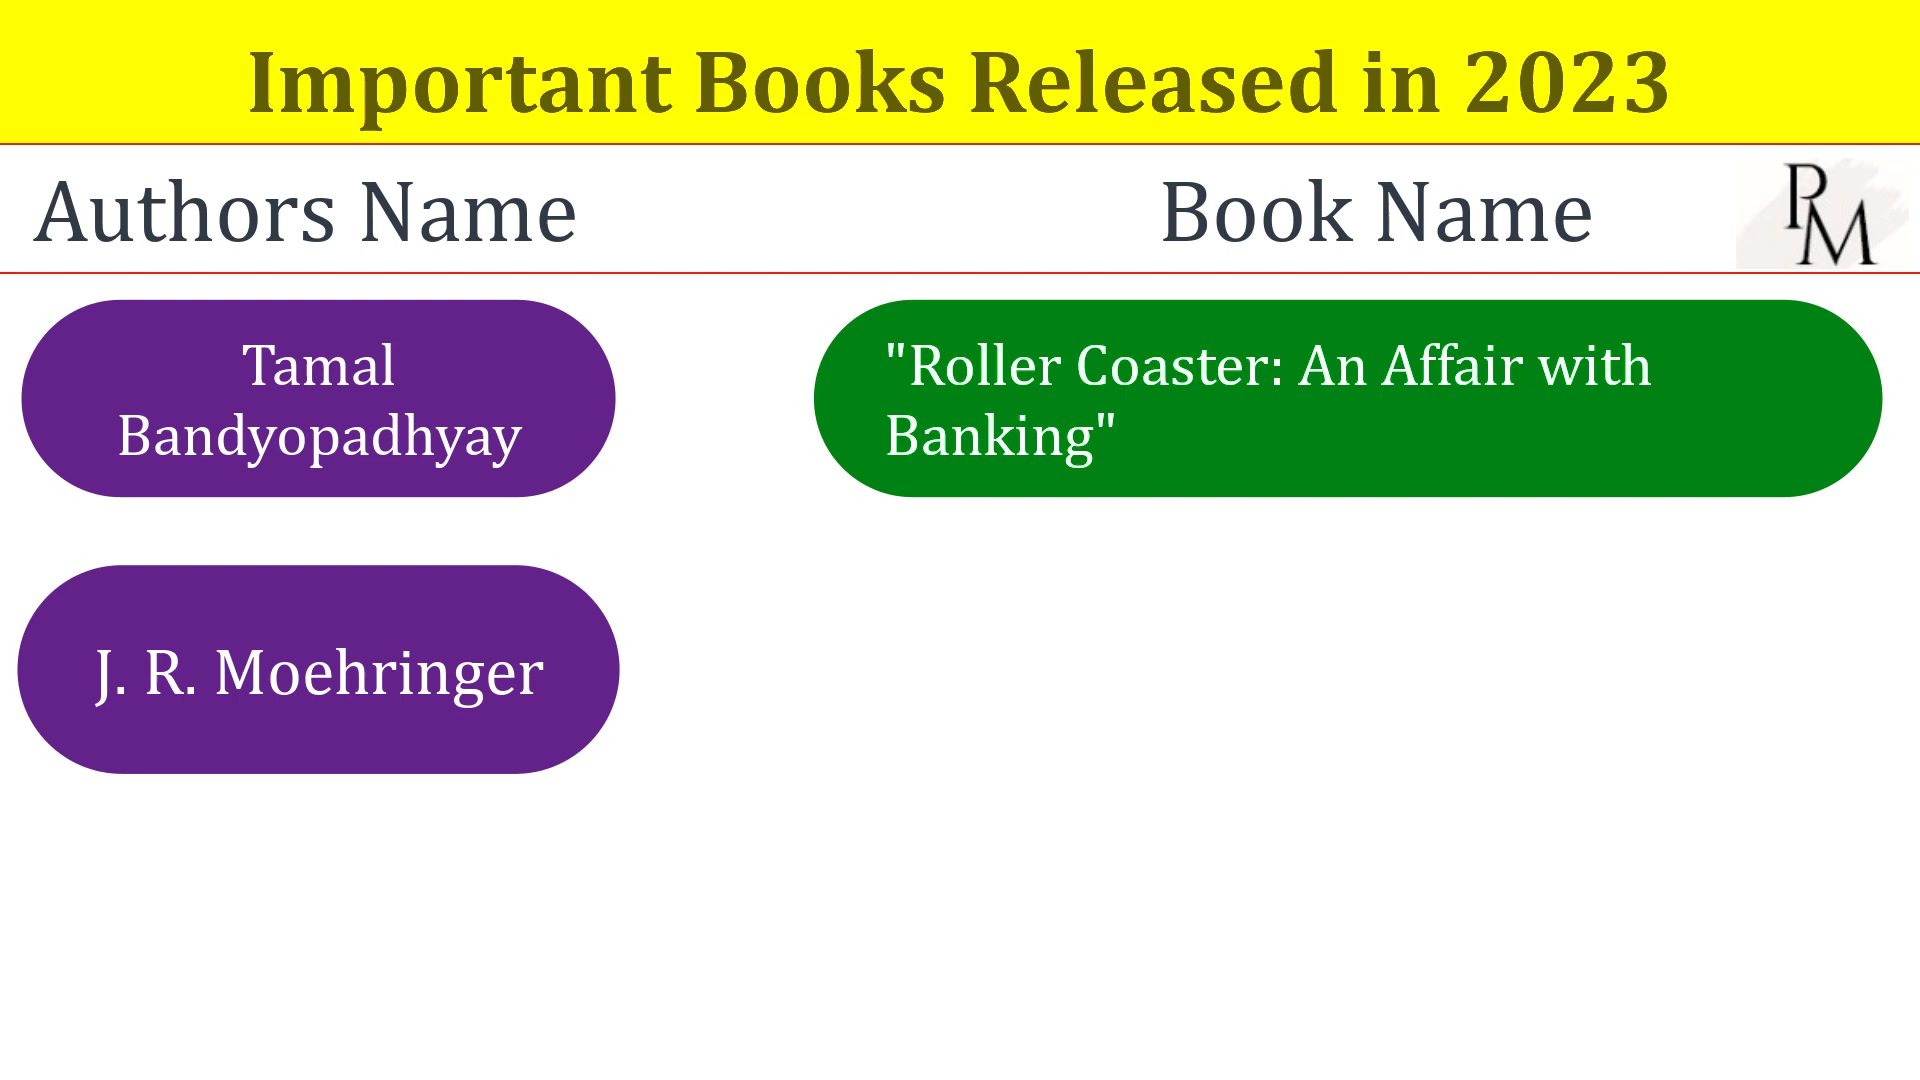 Important Books Released in 2023
Authors Name
Book Name
PM
Tamal
Bandyopadhyay
"Roller Coaster: An Affair with
Banking"
J. R. Moehringer